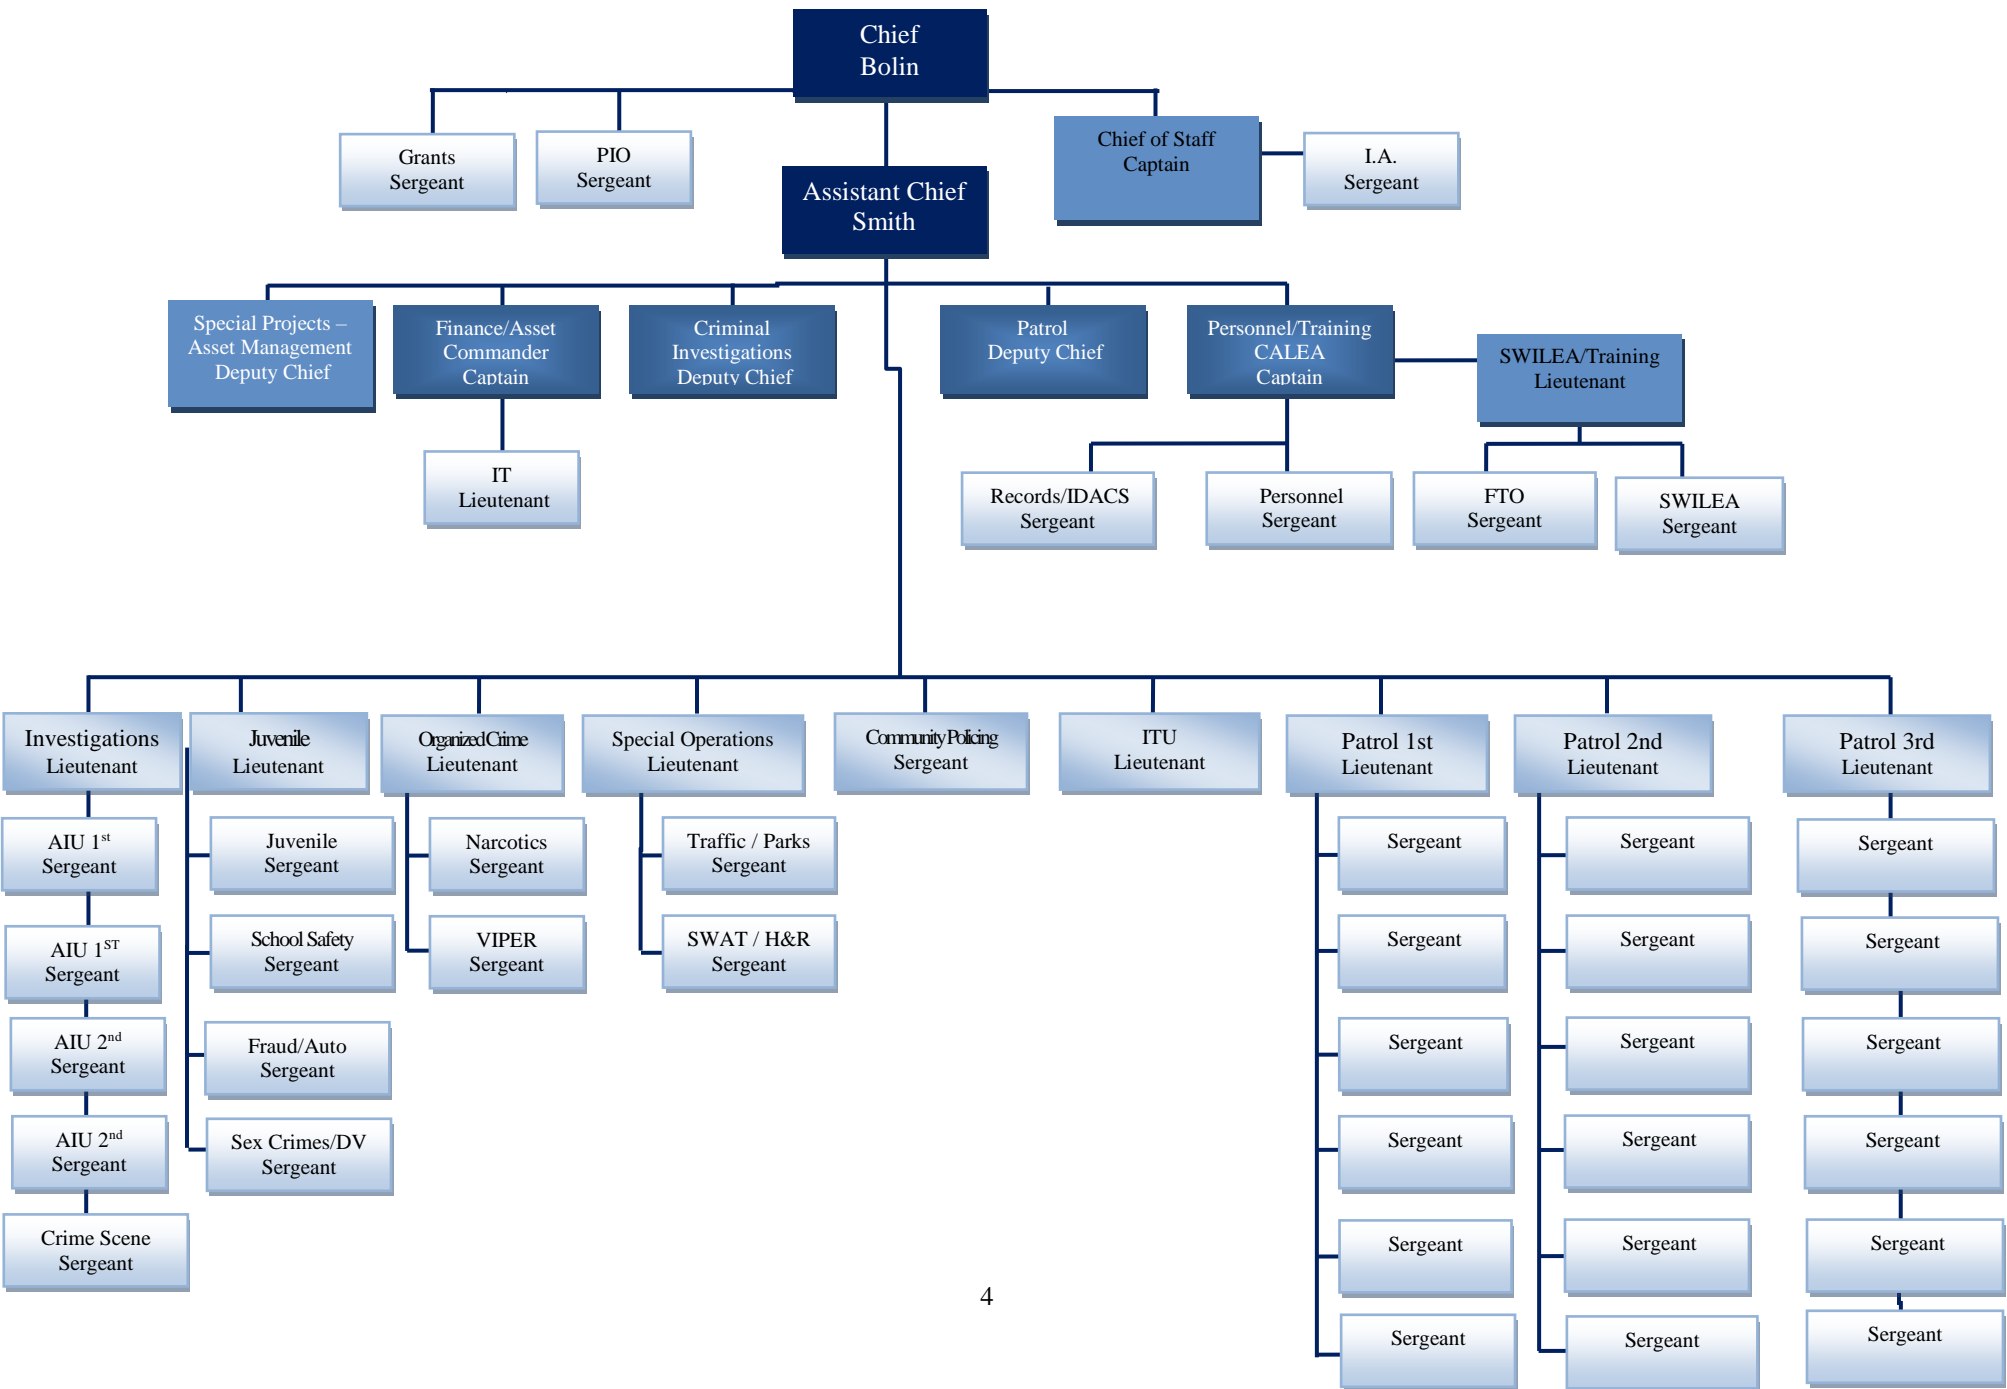 Chief
Bolin
Grants
Sergeant
PIO
Sergeant
Chief of Staff
Captain
I.A.
Sergeant
Assistant Chief
Smith
Special Projects –
Asset Management
Deputy Chief
Finance/Asset
Commander
Captain
Criminal
Investigations
Deputy Chief
Patrol
Deputy Chief
Personnel/Training
CALEA
Captain
SWILEA/Training
Lieutenant
IT
Lieutenant
Records/IDACS
Sergeant
Personnel
Sergeant
FTO
Sergeant
SWILEA
Sergeant
Investigations
Lieutenant
Juvenile
Lieutenant
Organized Crime
Lieutenant
Special Operations
Lieutenant
Community Policing
Sergeant
ITU
Lieutenant
Patrol 1st
Lieutenant
Patrol 2nd
Lieutenant
Patrol 3rd
Lieutenant
AIU 1st
Sergeant
Juvenile
Sergeant
Narcotics
Sergeant
Traffic / Parks
Sergeant
Sergeant
Sergeant
Sergeant
AIU 1ST
Sergeant
School Safety
Sergeant
VIPER
Sergeant
SWAT / H&R
Sergeant
Sergeant
Sergeant
Sergeant
AIU 2nd
Sergeant
Fraud/Auto
Sergeant
Sergeant
Sergeant
Sergeant
AIU 2nd
Sergeant
Sex Crimes/DV
Sergeant
Sergeant
Sergeant
Sergeant
Crime Scene
Sergeant
Sergeant
Sergeant
Sergeant
4
Sergeant
Sergeant
Sergeant